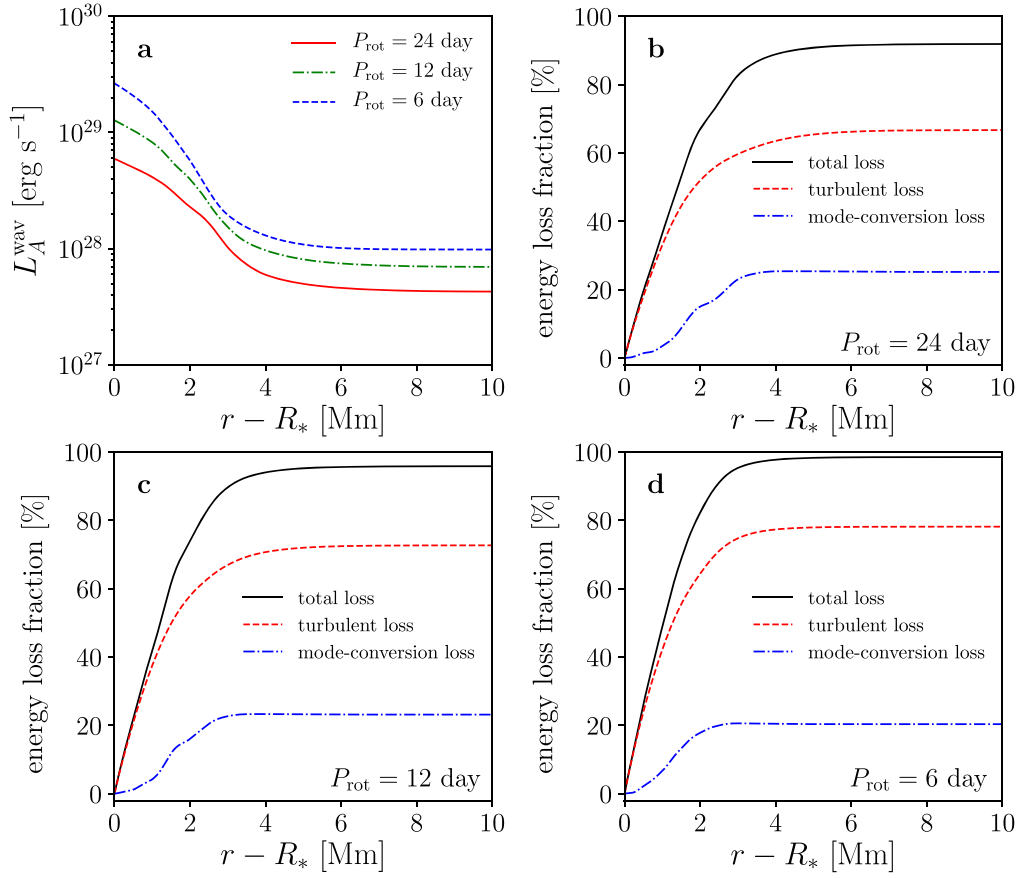 a
10^30
10^29
10^28
10^27
L_A^wav [erg s^−1]
P_rot = 24 day
P_rot = 12 day
P_rot = 6 day
0 2 4 6 8 10
r − R_* [Mm]
b
100
80
60
40
20
0
energy loss fraction [%]
total loss
turbulent loss
mode-conversion loss
P_rot = 24 day
0 2 4 6 8 10
r − R_* [Mm]
c
100
80
60
40
20
0
energy loss fraction [%]
total loss
turbulent loss
mode-conversion loss
P_rot = 12 day
0 2 4 6 8 10
r − R_* [Mm]
d
100
80
60
40
20
0
energy loss fraction [%]
total loss
turbulent loss
mode-conversion loss
P_rot = 6 day
0 2 4 6 8 10
r − R_* [Mm]